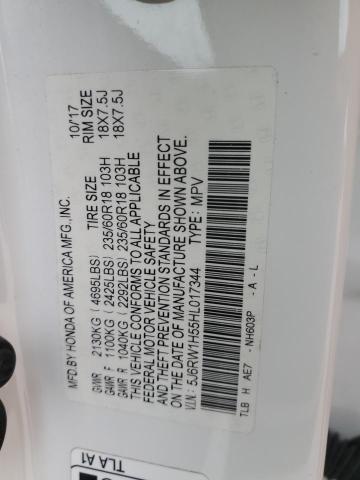 MFD.BY HONDA OF AMERICA MFG.,INC. 10/17
TIRE SIZE RIM SIZE
GVWR 2130KG (4695LBS)
GAWR F 1100KG (2425LBS) 235/60R18 103H 18X7.5J
GAWR R 1040KG (2292LBS) 235/60R18 103H 18X7.5J
THIS VEHICLE CONFORMS TO ALL APPLICABLE
FEDERAL MOTOR VEHICLE SAFETY
AND THEFT PREVENTION STANDARDS IN EFFECT
ON THE DATE OF MANUFACTURE SHOWN ABOVE.
V.I.N.: 5J6RW1H55HL017344 TYPE: MPV
TLB H AE7 - NH603P - A - L
TLA A1